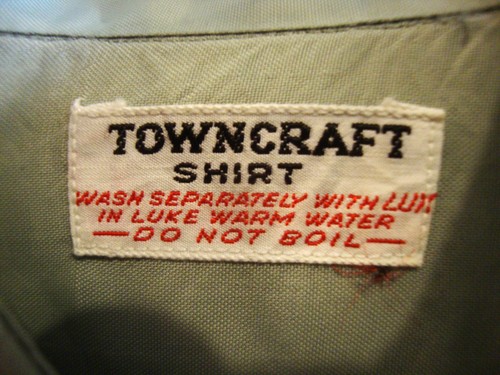 TOWNCRAFT
SHIRT
WASH SEPARATELY WITH LUX
IN LUKE WARM WATER
— DO NOT BOIL —